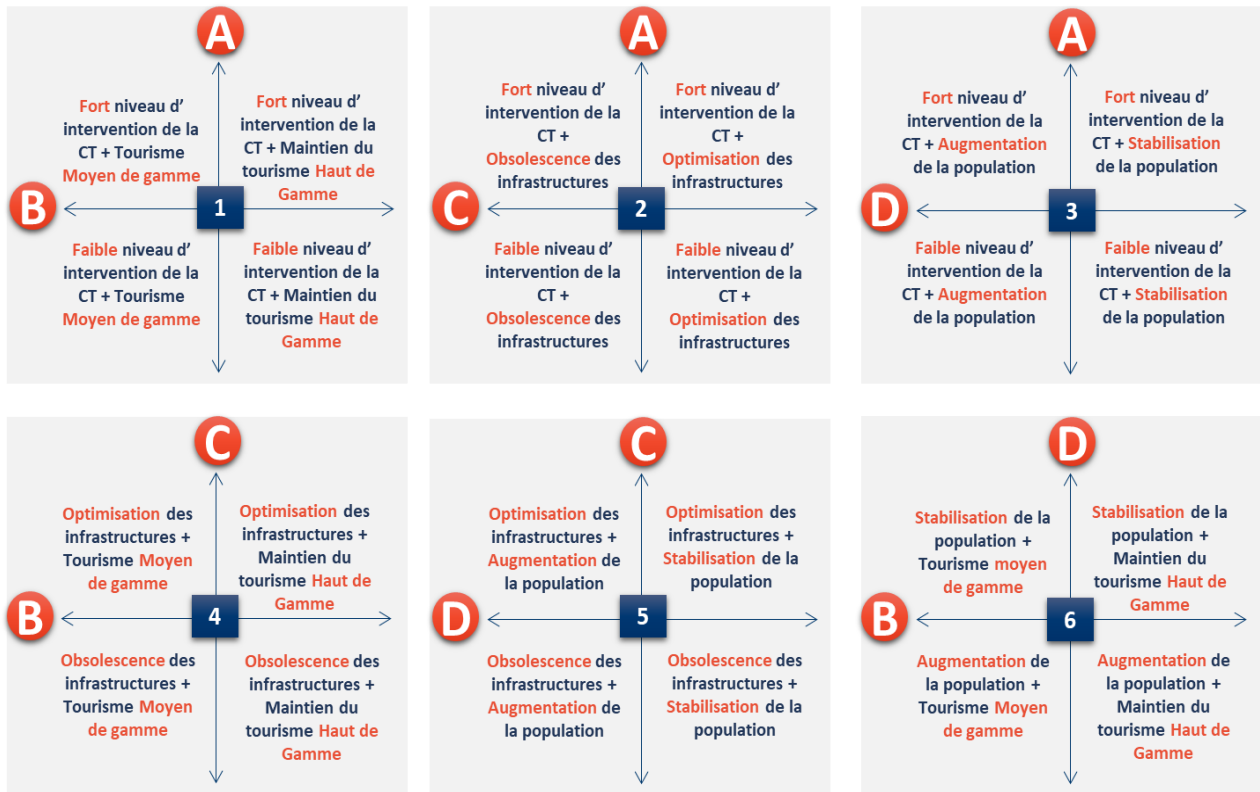 A
Fort niveau d’
intervention de la
CT + Tourisme
Moyen de gamme
Fort niveau d’
intervention de la
CT + Maintien du
tourisme Haut de
Gamme
B
1
Faible niveau d’
intervention de la
CT + Tourisme
Moyen de gamme
Faible niveau d’
intervention de la
CT + Maintien du
tourisme Haut de
Gamme
A
Fort niveau d’
intervention de la
CT +
Obsolescence des
infrastructures
Fort niveau d’
intervention de la
CT +
Optimisation des
infrastructures
C
2
Faible niveau d’
intervention de la
CT +
Obsolescence des
infrastructures
Faible niveau d’
intervention de la
CT +
Optimisation des
infrastructures
A
Fort niveau d’
intervention de la
CT + Augmentation
de la population
Fort niveau d’
intervention de la
CT + Stabilisation
de la population
D
3
Faible niveau d’
intervention de la
CT + Augmentation
de la population
Faible niveau d’
intervention de la
CT + Stabilisation
de la population
C
Optimisation des
infrastructures +
Tourisme Moyen
de gamme
Optimisation des
infrastructures +
Maintien du
tourisme Haut de
Gamme
B
4
Obsolescence des
infrastructures +
Tourisme Moyen
de gamme
Obsolescence des
infrastructures +
Maintien du
tourisme Haut de
Gamme
C
Optimisation des
infrastructures +
Augmentation de
la population
Optimisation des
infrastructures +
Stabilisation de la
population
D
5
Obsolescence des
infrastructures +
Augmentation de
la population
Obsolescence des
infrastructures +
Stabilisation de la
population
D
Stabilisation de la
population +
Tourisme moyen
de gamme
Stabilisation de la
population +
Maintien du
tourisme Haut de
Gamme
B
6
Augmentation de
la population +
Tourisme Moyen
de gamme
Augmentation de
la population +
Maintien du
tourisme Haut de
Gamme